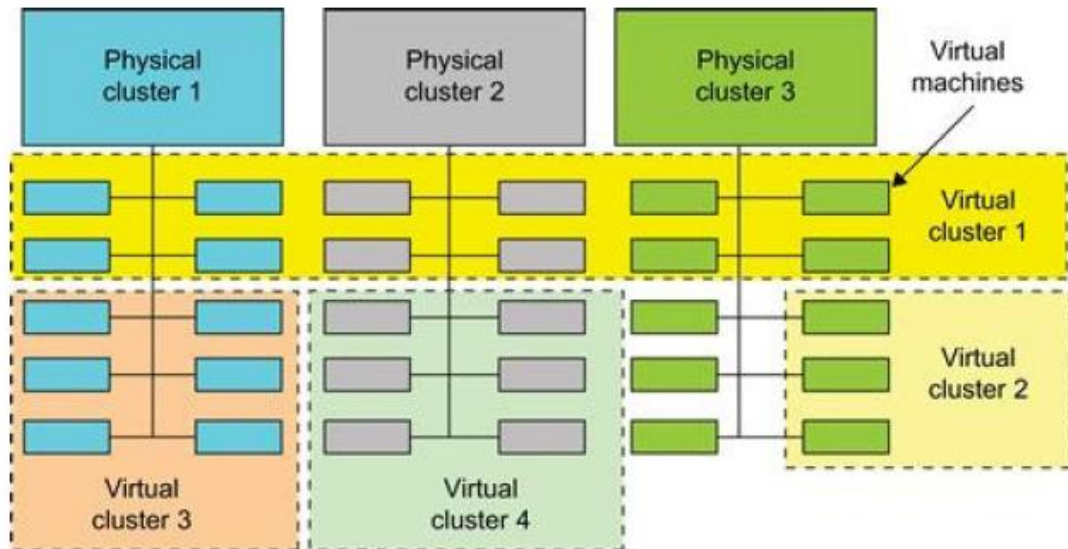 Physical
cluster 1
Physical
cluster 2
Physical
cluster 3
Virtual
machines
Virtual
cluster 1
Virtual
cluster 2
Virtual
cluster 3
Virtual
cluster 4